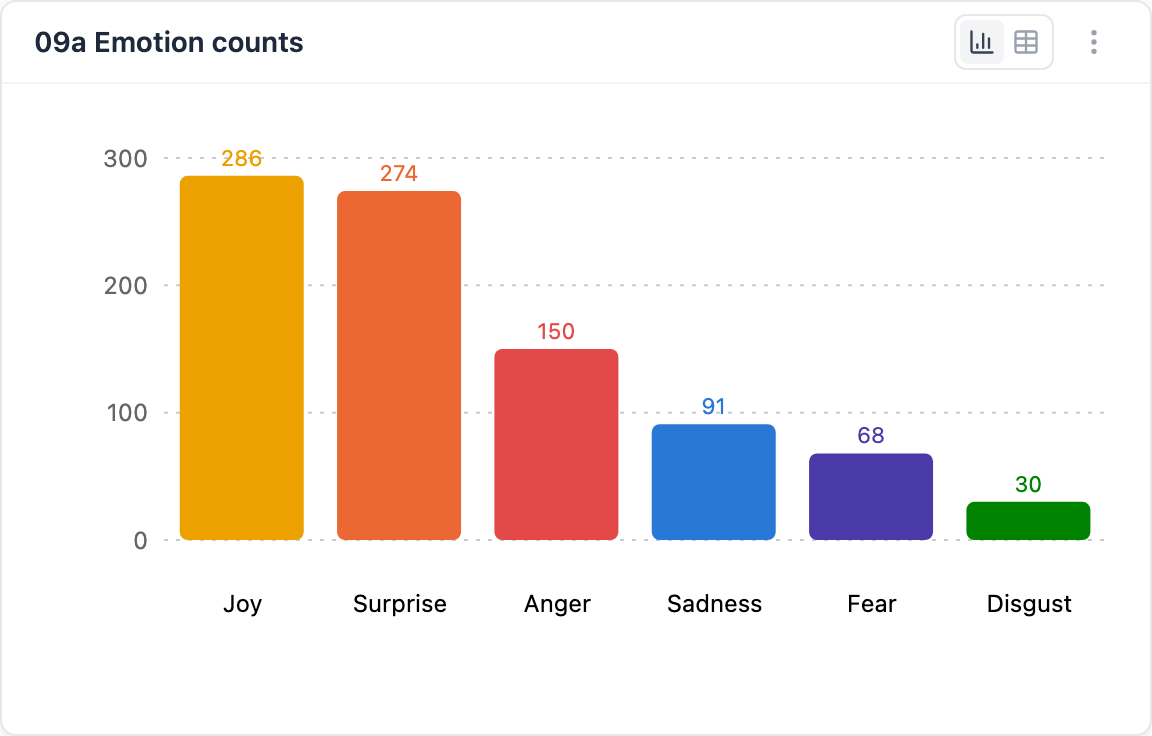 09a Emotion counts
300
200
100
0
286
274
150
91
68
30
Joy
Surprise
Anger
Sadness
Fear
Disgust